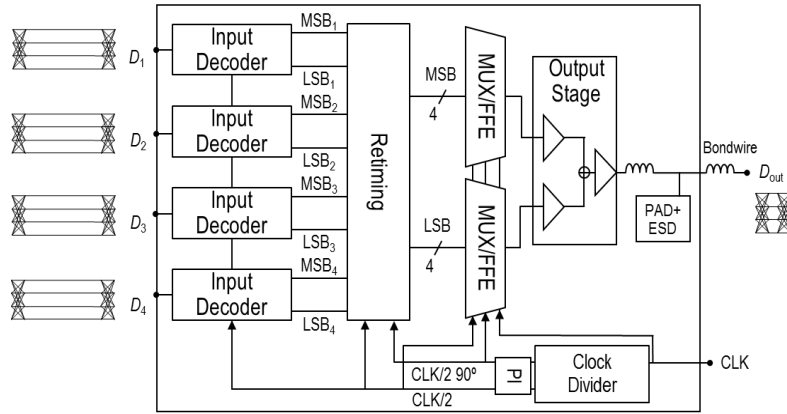 D1
D2
D3
D4
Input
Decoder
Input
Decoder
Input
Decoder
Input
Decoder
MSB1
LSB1
MSB2
LSB2
MSB3
LSB3
MSB4
LSB4
Retiming
MSB
4
LSB
4
MUX/FFE
MUX/FFE
Output
Stage
Bondwire
Dout
PAD+
ESD
CLK/2 90º
CLK/2
PI
Clock
Divider
CLK